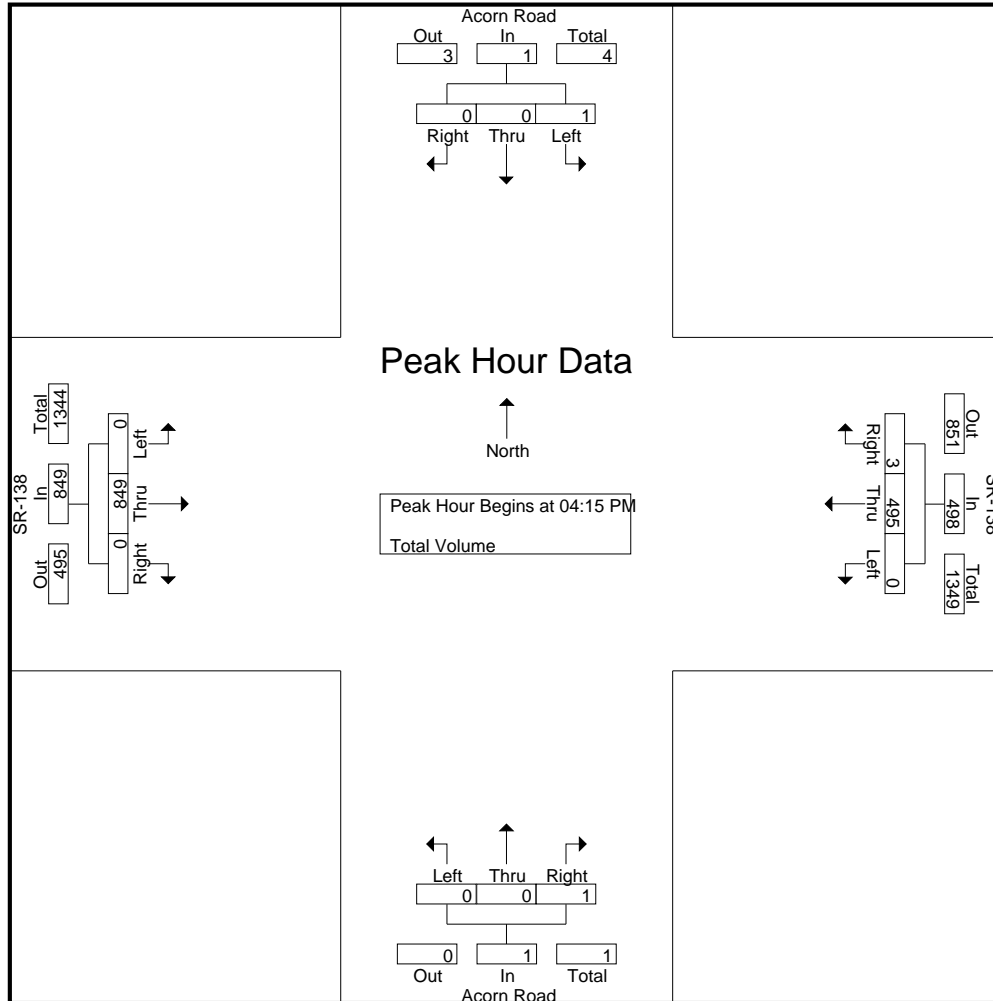 Acorn Road
Out In Total
3 1 4
0 0 1
Right Thru Left
Peak Hour Data
North
Peak Hour Begins at 04:15 PM
Total Volume
SR-138
Total In Out
1344 849 495
0 849 0
Left Thru Right
Right Thru Left
3 495 0
851 498 1349
Out In Total
SR-138
Left Thru Right
0 0 1
0 1 1
Out In Total
Acorn Road